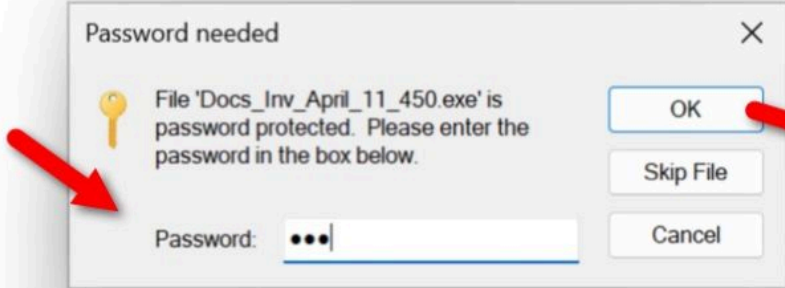 Password needed
File 'Docs_Inv_April_11_450.exe' is
password protected. Please enter the
password in the box below.
OK
Skip File
Password: •••
Cancel